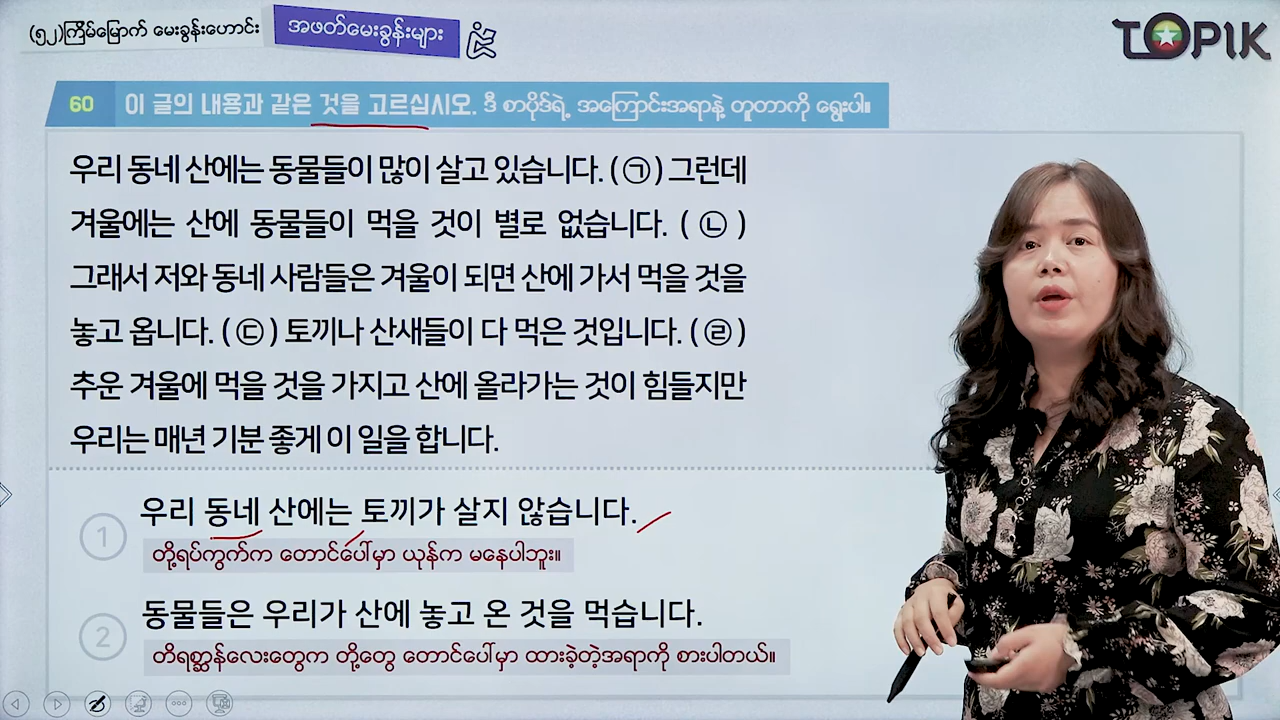 (၅၂)ကြိမ်မြောက် မေးခွန်းဟောင်း
အဖတ်မေးခွန်းများ
TOPIK
60 이 글의 내용과 같은 것을 고르십시오. ဒီ စာပိုဒ်ရဲ့ အကြောင်းအရာနဲ့ တူတာကို ရွေးပါ။
우리 동네 산에는 동물들이 많이 살고 있습니다. ( ㉠ ) 그런데
겨울에는 산에 동물들이 먹을 것이 별로 없습니다. ( ㉡ )
그래서 저와 동네 사람들은 겨울이 되면 산에 가서 먹을 것을
놓고 옵니다. ( ㉢ ) 토끼나 산새들이 다 먹은 것입니다. ( ㉣ )
추운 겨울에 먹을 것을 가지고 산에 올라가는 것이 힘들지만
우리는 매년 기분 좋게 이 일을 합니다.
1 우리 동네 산에는 토끼가 살지 않습니다.
တို့ရပ်ကွက်က တောင်ပေါ်မှာ ယုန်က မနေပါဘူး။
2 동물들은 우리가 산에 놓고 온 것을 먹습니다.
တိရစ္ဆာန်လေးတွေက တို့တွေ တောင်ပေါ်မှာ ထားခဲ့တဲ့အရာကို စားပါတယ်။